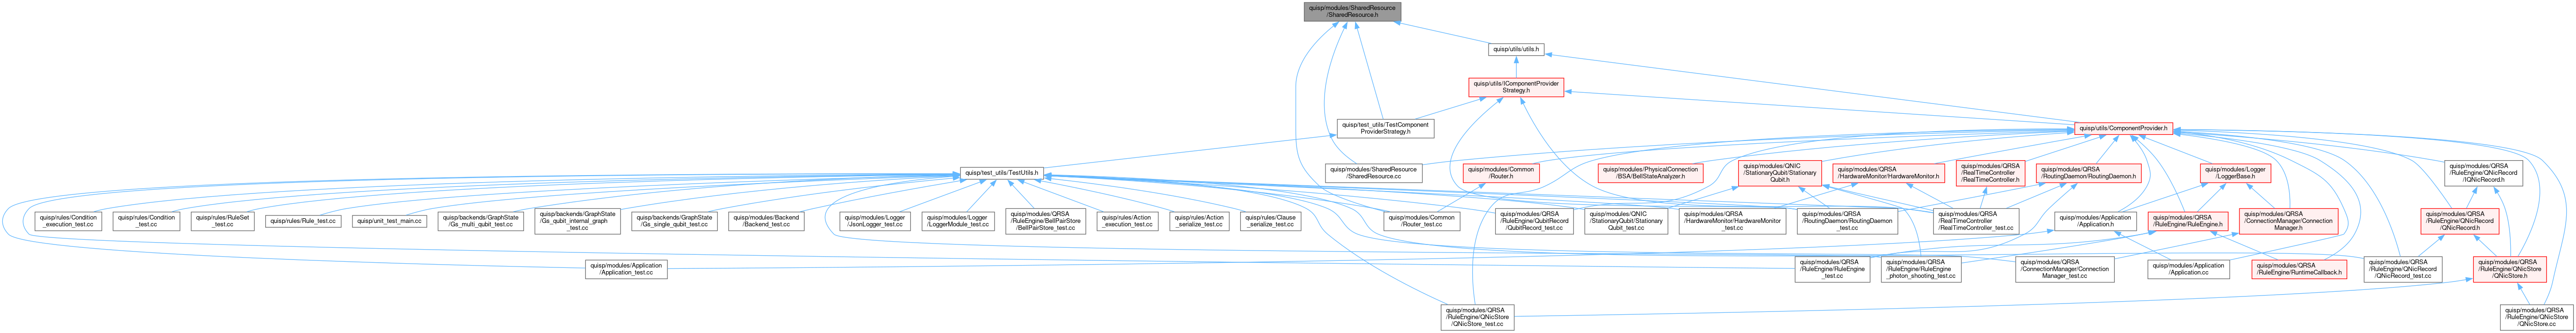 quisp/modules/SharedResource
/SharedResource.h
quisp/utils/utils.h
quisp/utils/IComponentProvider
Strategy.h
quisp/test_utils/TestComponent
ProviderStrategy.h
quisp/utils/ComponentProvider.h
quisp/test_utils/TestUtils.h
quisp/modules/SharedResource
/SharedResource.cc
quisp/modules/Common
/Router.h
quisp/modules/PhysicalConnection
/BSA/BellStateAnalyzer.h
quisp/modules/QNIC
/StationaryQubit/Stationary
Qubit.h
quisp/modules/QRSA
/HardwareMonitor/HardwareMonitor.h
quisp/modules/QRSA
/RealTimeController
/RealTimeController.h
quisp/modules/QRSA
/RoutingDaemon/RoutingDaemon.h
quisp/modules/Logger
/LoggerBase.h
quisp/modules/QRSA
/RuleEngine/QNicRecord
/IQNicRecord.h
quisp/rules/Condition
_execution_test.cc
quisp/rules/Condition
_test.cc
quisp/rules/RuleSet
_test.cc
quisp/rules/Rule_test.cc
quisp/unit_test_main.cc
quisp/backends/GraphState
/Gs_multi_qubit_test.cc
quisp/backends/GraphState
/Gs_qubit_internal_graph
_test.cc
quisp/backends/GraphState
/Gs_single_qubit_test.cc
quisp/modules/Backend
/Backend_test.cc
quisp/modules/Logger
/JsonLogger_test.cc
quisp/modules/Logger
/LoggerModule_test.cc
quisp/modules/QRSA
/RuleEngine/BellPairStore
/BellPairStore_test.cc
quisp/rules/Action
_execution_test.cc
quisp/rules/Action
_serialize_test.cc
quisp/rules/Clause
_serialize_test.cc
quisp/modules/Common
/Router_test.cc
quisp/modules/QRSA
/RuleEngine/QubitRecord
/QubitRecord_test.cc
quisp/modules/QNIC
/StationaryQubit/Stationary
Qubit_test.cc
quisp/modules/QRSA
/HardwareMonitor/HardwareMonitor
_test.cc
quisp/modules/QRSA
/RoutingDaemon/RoutingDaemon
_test.cc
quisp/modules/QRSA
/RealTimeController
/RealTimeController_test.cc
quisp/modules/Application
/Application.h
quisp/modules/QRSA
/RuleEngine/RuleEngine.h
quisp/modules/QRSA
/ConnectionManager/Connection
Manager.h
quisp/modules/QRSA
/RuleEngine/QNicRecord
/QNicRecord.h
quisp/modules/Application
/Application_test.cc
quisp/modules/QRSA
/RuleEngine/RuleEngine
_test.cc
quisp/modules/QRSA
/RuleEngine/RuleEngine
_photon_shooting_test.cc
quisp/modules/QRSA
/ConnectionManager/Connection
Manager_test.cc
quisp/modules/Application
/Application.cc
quisp/modules/QRSA
/RuleEngine/RuntimeCallback.h
quisp/modules/QRSA
/RuleEngine/QNicRecord
/QNicRecord_test.cc
quisp/modules/QRSA
/RuleEngine/QNicStore
/QNicStore.h
quisp/modules/QRSA
/RuleEngine/QNicStore
/QNicStore_test.cc
quisp/modules/QRSA
/RuleEngine/QNicStore
/QNicStore.cc